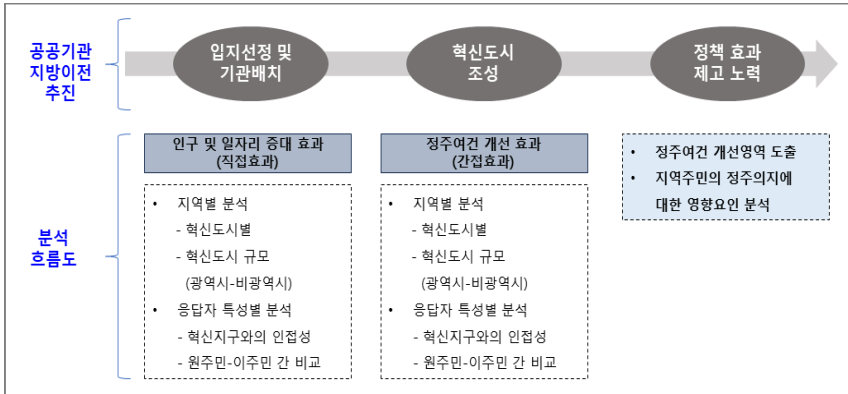 공공기관
지방이전
추진
입지선정 및
기관배치
혁신도시
조성
정책 효과
제고 노력
분석
흐름도
인구 및 일자리 증대 효과
(직접효과)
• 지역별 분석
- 혁신도시별
- 혁신도시 규모
(광역시-비광역시)
• 응답자 특성별 분석
- 혁신지구와의 인접성
- 원주민-이주민 간 비교
정주여건 개선 효과
(간접효과)
• 지역별 분석
- 혁신도시별
- 혁신도시 규모
(광역시-비광역시)
• 응답자 특성별 분석
- 혁신지구와의 인접성
- 원주민-이주민 간 비교
• 정주여건 개선영역 도출
• 지역주민의 정주의지에
대한 영향요인 분석